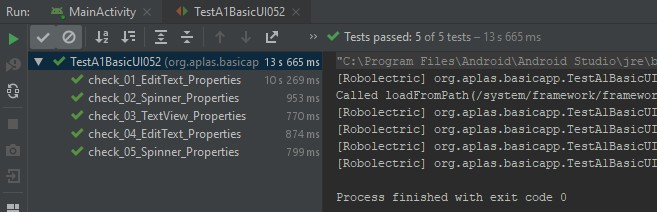 Run: MainActivity × TestA1BasicUI052 ×
Tests passed: 5 of 5 tests – 13 s 665 ms
TestA1BasicUI052 (org.aplas.basicap 13 s 665 ms
check_01_EditText_Properties 10 s 269 ms
check_02_Spinner_Properties 953 ms
check_03_TextView_Properties 770 ms
check_04_EditText_Properties 874 ms
check_05_Spinner_Properties 799 ms
"C:\Program Files\Android\Android Studio\jre\b
[Robolectric] org.aplas.basicapp.TestA1BasicUI
Called loadFromPath(/system/framework/framewor
[Robolectric] org.aplas.basicapp.TestA1BasicUI
[Robolectric] org.aplas.basicapp.TestA1BasicUI
[Robolectric] org.aplas.basicapp.TestA1BasicUI
[Robolectric] org.aplas.basicapp.TestA1BasicUI
Process finished with exit code 0